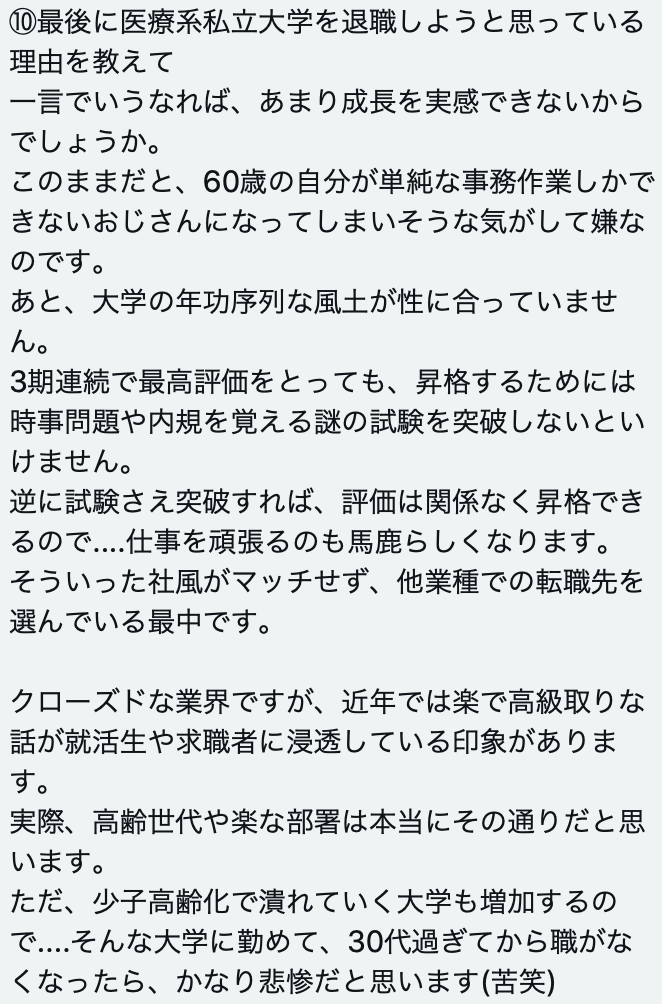 ⑩最後に医療系私立大学を退職しようと思っている
理由を教えて
一言でいうなれば、あまり成長を実感できないから
でしょうか。
このままだと、60歳の自分が単純な事務作業しかで
きないおじさんになってしまいそうな気がして嫌な
のです。
あと、大学の年功序列な風土が性に合っていませ
ん。
3期連続で最高評価をとっても、昇格するためには
時事問題や内規を覚える謎の試験を突破しないとい
けません。
逆に試験さえ突破すれば、評価は関係なく昇格でき
るので....仕事を頑張るのも馬鹿らしくなります。
そういった社風がマッチせず、他業種での転職先を
選んでいる最中です。

クローズドな業界ですが、近年では楽で高級取りな
話が就活生や求職者に浸透している印象がありま
す。
実際、高齢世代や楽な部署は本当にその通りだと思
います。
ただ、少子高齢化で潰れていく大学も増加するの
で....そんな大学に勤めて、30代過ぎてから職がな
くなったら、かなり悲惨だと思います(苦笑)